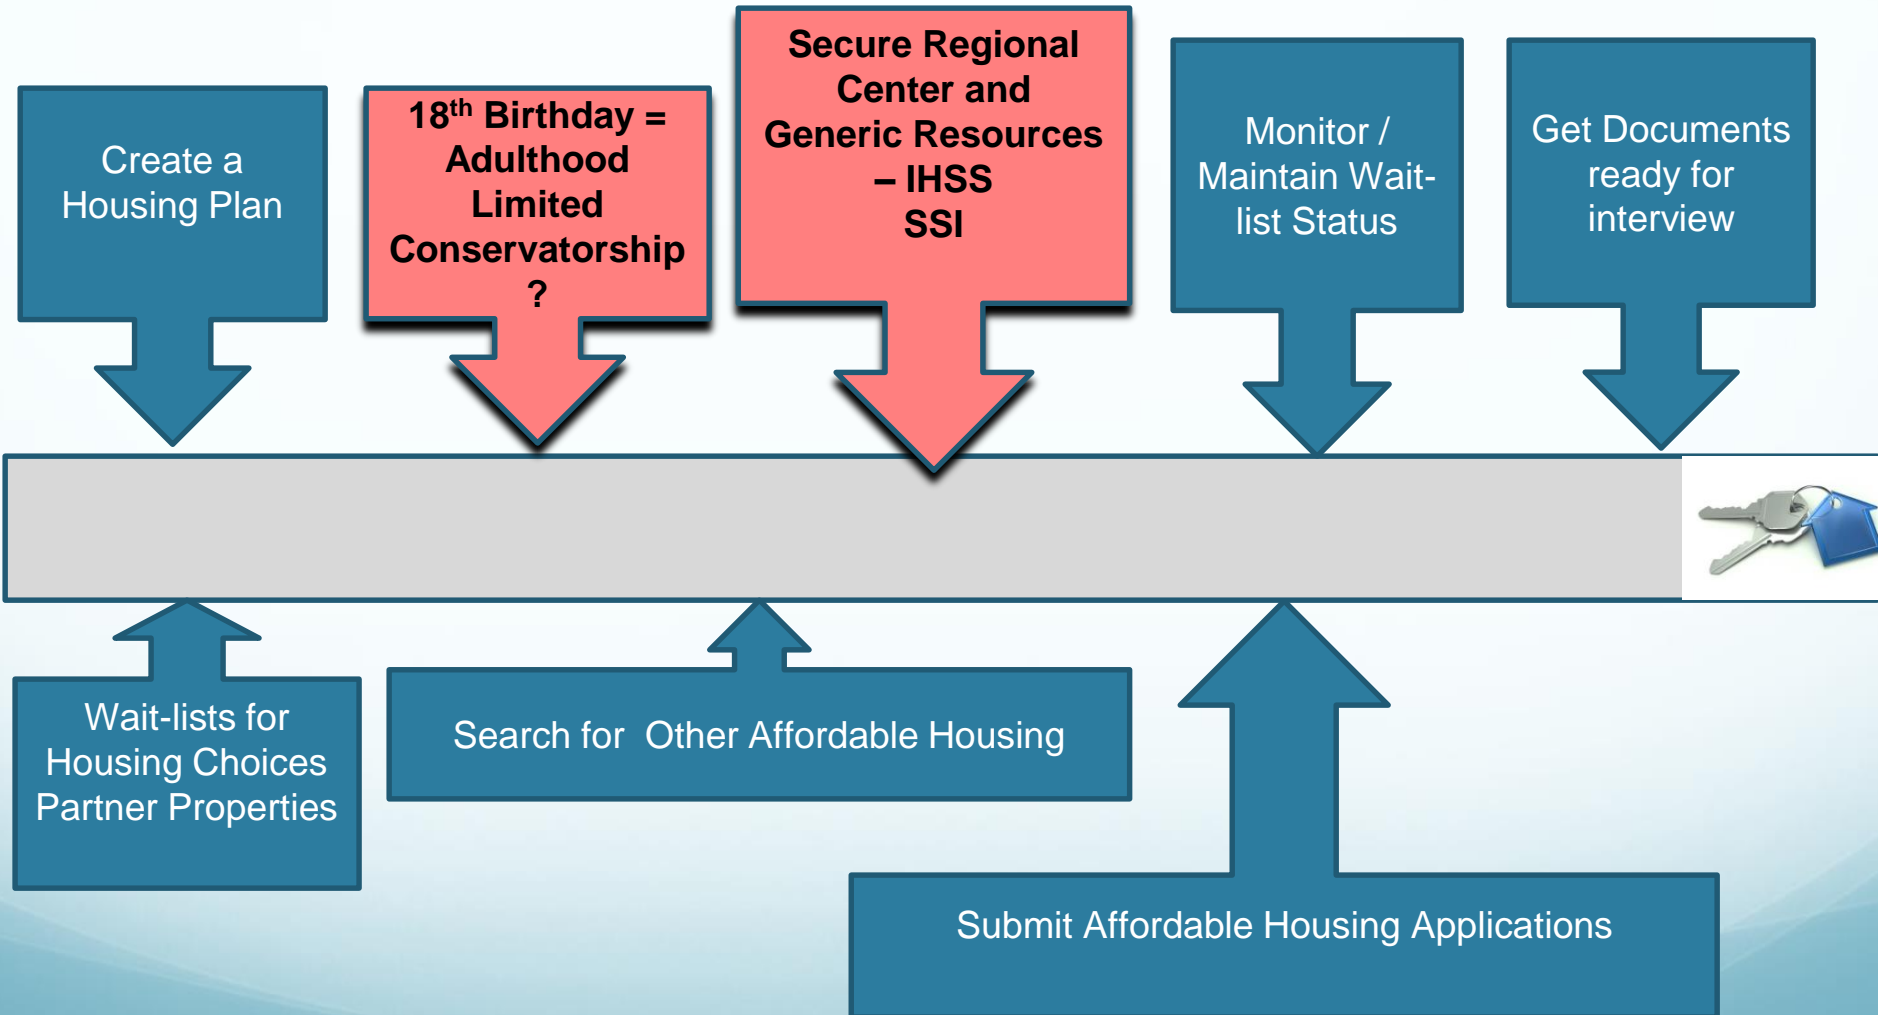 Create a
Housing Plan
18th Birthday =
Adulthood
Limited
Conservatorship
?
Secure Regional
Center and
Generic Resources
– IHSS
SSI
Monitor /
Maintain Wait-
list Status
Get Documents
ready for
interview
Wait-lists for
Housing Choices
Partner Properties
Search for  Other Affordable Housing
Submit Affordable Housing Applications